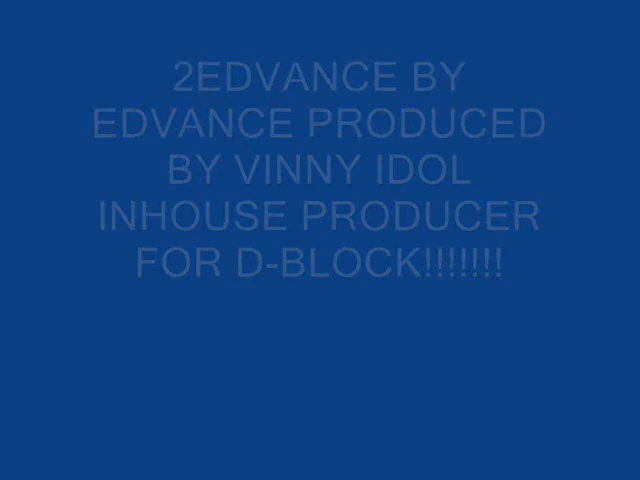 2EDVANCE BY
EDVANCE PRODUCED
BY VINNY IDOL
INHOUSE PRODUCER
FOR D-BLOCK!!!!!!!